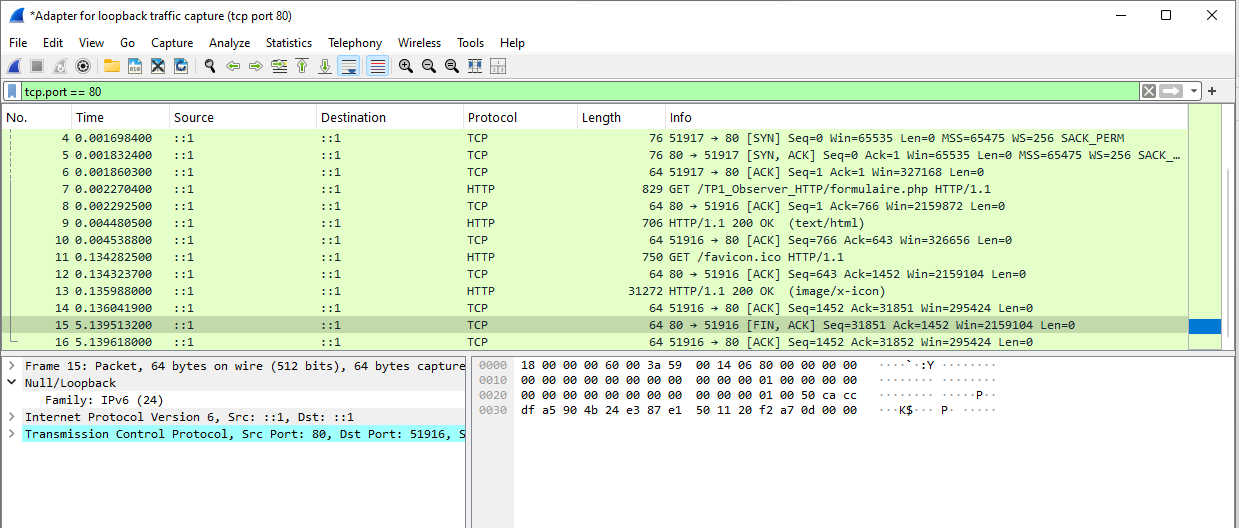 *Adapter for loopback traffic capture (tcp port 80)
File Edit View Go Capture Analyze Statistics Telephony Wireless Tools Help
tcp.port == 80
No. Time Source Destination Protocol Length Info
4 0.001698400 ::1 ::1 TCP 76 51917 → 80 [SYN] Seq=0 Win=65535 Len=0 MSS=65475 WS=256 SACK_PERM
5 0.001832400 ::1 ::1 TCP 76 80 → 51917 [SYN, ACK] Seq=0 Ack=1 Win=65535 Len=0 MSS=65475 WS=256 SACK_…
6 0.001860300 ::1 ::1 TCP 64 51917 → 80 [ACK] Seq=1 Ack=1 Win=327168 Len=0
7 0.002270400 ::1 ::1 HTTP 829 GET /TP1_Observer_HTTP/formulaire.php HTTP/1.1
8 0.002292500 ::1 ::1 TCP 64 80 → 51916 [ACK] Seq=1 Ack=766 Win=2159872 Len=0
9 0.004480500 ::1 ::1 HTTP 706 HTTP/1.1 200 OK (text/html)
10 0.004538800 ::1 ::1 TCP 64 51916 → 80 [ACK] Seq=766 Ack=643 Win=326656 Len=0
11 0.134282500 ::1 ::1 HTTP 750 GET /favicon.ico HTTP/1.1
12 0.134323700 ::1 ::1 TCP 64 80 → 51916 [ACK] Seq=643 Ack=1452 Win=2159104 Len=0
13 0.135988000 ::1 ::1 HTTP 31272 HTTP/1.1 200 OK (image/x-icon)
14 0.136041900 ::1 ::1 TCP 64 51916 → 80 [ACK] Seq=1452 Ack=31851 Win=295424 Len=0
15 5.139513200 ::1 ::1 TCP 64 80 → 51916 [FIN, ACK] Seq=31851 Ack=1452 Win=2159104 Len=0
16 5.139618000 ::1 ::1 TCP 64 51916 → 80 [ACK] Seq=1452 Ack=31852 Win=295424 Len=0
Frame 15: Packet, 64 bytes on wire (512 bits), 64 bytes capture
Null/Loopback
Family: IPv6 (24)
Internet Protocol Version 6, Src: ::1, Dst: ::1
Transmission Control Protocol, Src Port: 80, Dst Port: 51916, S
0000 18 00 00 00 60 00 3a 59 00 14 06 80 00 00 00 00 ····`·:Y ········
0010 00 00 00 00 00 00 00 00 00 00 00 00 01 00 00 00 ········ ········
0020 00 00 00 00 00 00 00 00 00 00 00 01 00 50 ca cc ········ ·····P··
0030 df a5 90 4b 24 e3 87 e1 50 11 20 f2 a7 0d 00 00 ···K$··· P· ·····